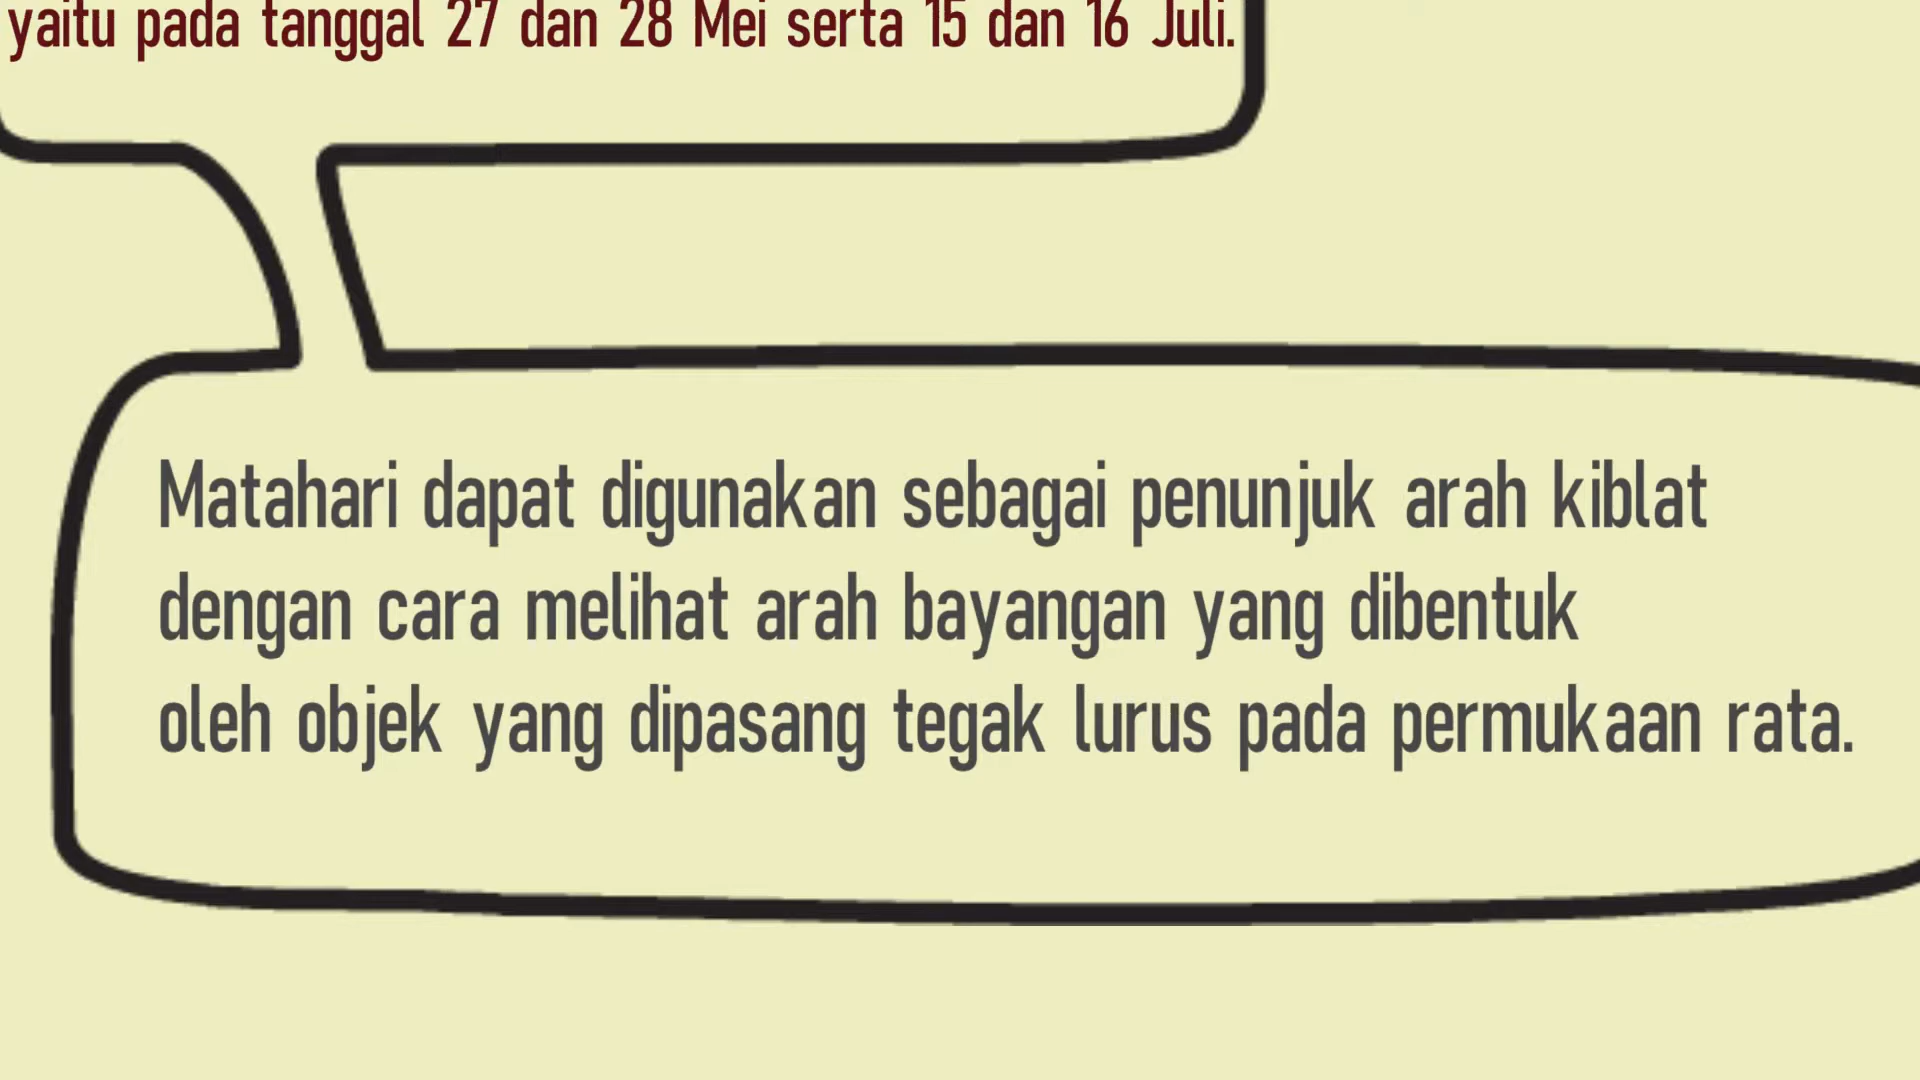 yaitu pada tanggal 27 dan 28 Mei serta 15 dan 16 Juli.
Matahari dapat digunakan sebagai penunjuk arah kiblat
dengan cara melihat arah bayangan yang dibentuk
oleh objek yang dipasang tegak lurus pada permukaan rata.